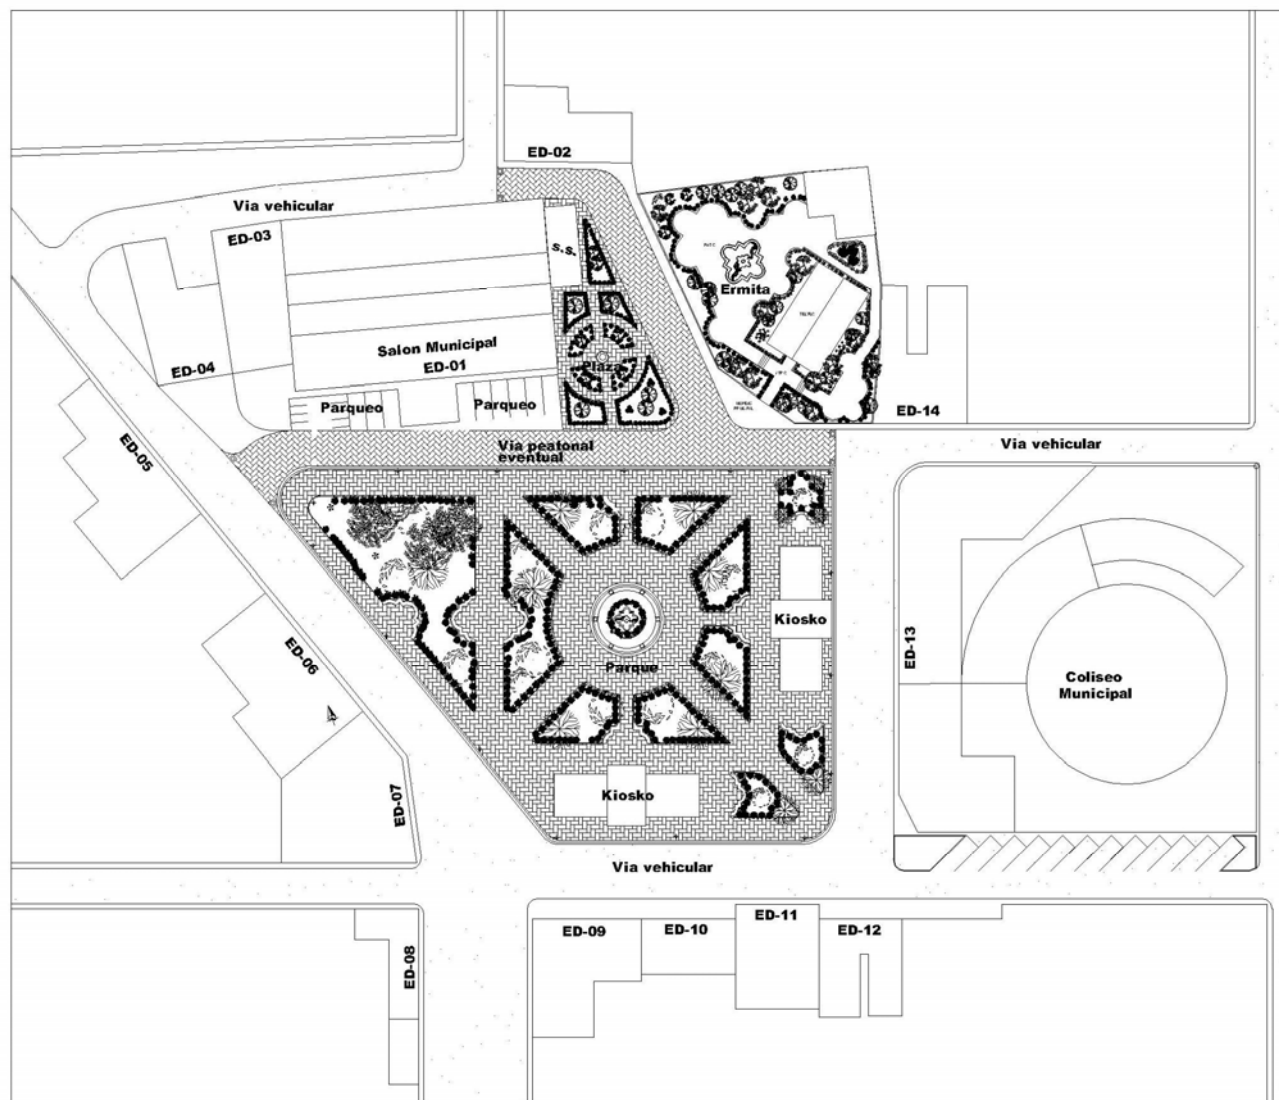 ED-02
Via vehicular
ED-03
S.S.
Ermita
Salon Municipal
ED-01
ED-04
Plaza
Parqueo
Parqueo
ED-14
Via peatonal
eventual
Via vehicular
ED-05
Kiosko
ED-13
ED-06
Parque
Coliseo
Municipal
ED-07
Kiosko
Via vehicular
ED-09
ED-10
ED-11
ED-12
ED-08